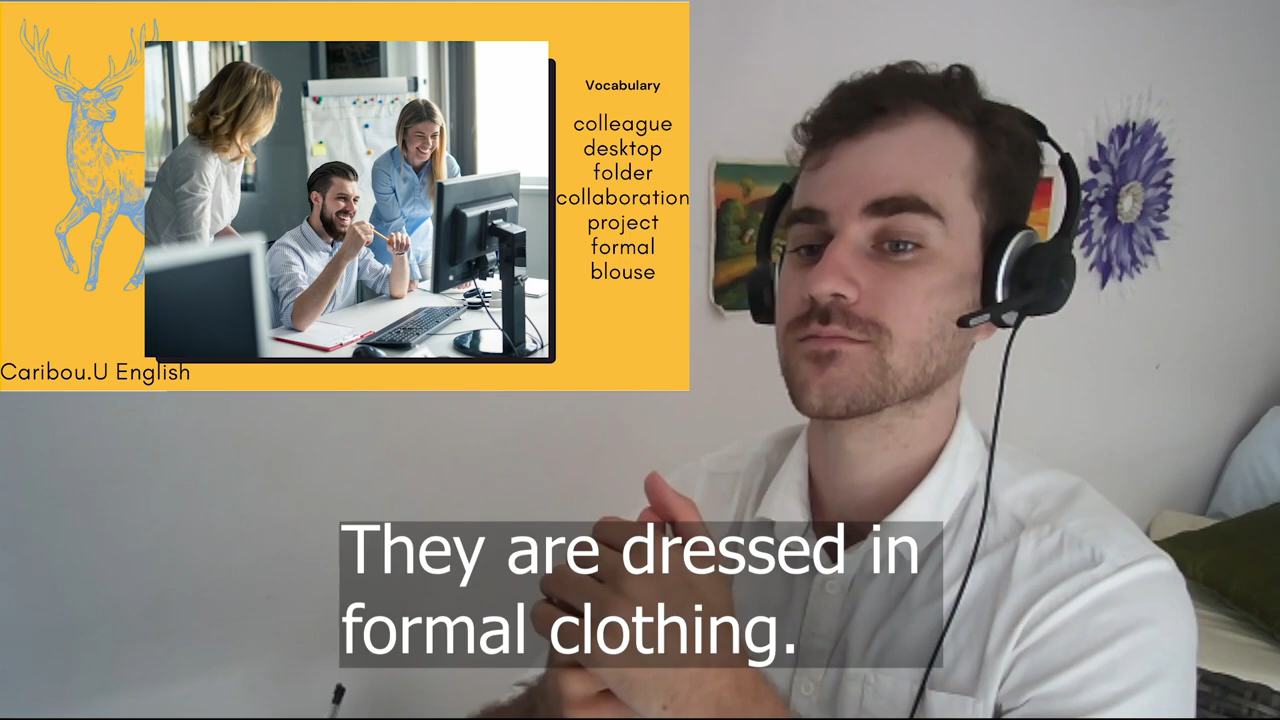 Vocabulary
colleague
desktop
folder
collaboration
project
formal
blouse
Caribou.U English
They are dressed in
formal clothing.